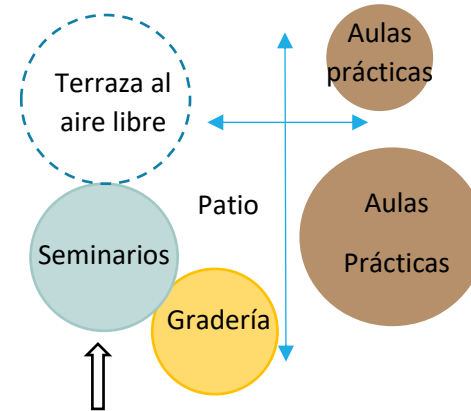 Terraza al
aire libre
Aulas
prácticas
Patio
Seminarios
Gradería
Aulas
Prácticas